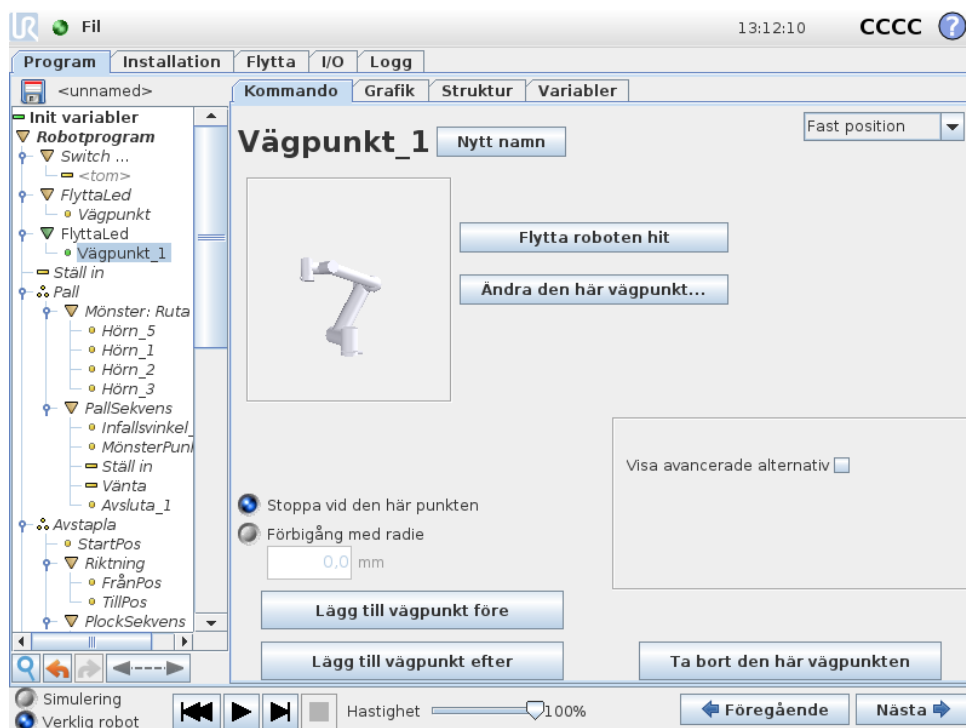 UR Fil 13:12:10 CCCC ?
Program Installation Flytta I/O Logg
<unnamed>
Kommando Grafik Struktur Variabler
Init variabler
Robotprogram
Switch ...
<tom>
FlyttaLed
Vägpunkt
FlyttaLed
Vägpunkt_1
Ställ in
Pall
Mönster: Ruta
Hörn_5
Hörn_1
Hörn_2
Hörn_3
PallSekvens
Infallsvinkel_
MönsterPun
Ställ in
Vänta
Avsluta_1
Avstapla
StartPos
Riktning
FrånPos
TillPos
PlockSekvens
Vägpunkt_1
Nytt namn
Fast position
Flytta roboten hit
Ändra den här vägpunkt...
Visa avancerade alternativ
Stoppa vid den här punkten
Förbigång med radie
0,0 mm
Lägg till vägpunkt före
Lägg till vägpunkt efter
Ta bort den här vägpunkten
Simulering
Verklig robot
Hastighet 100%
Föregående
Nästa